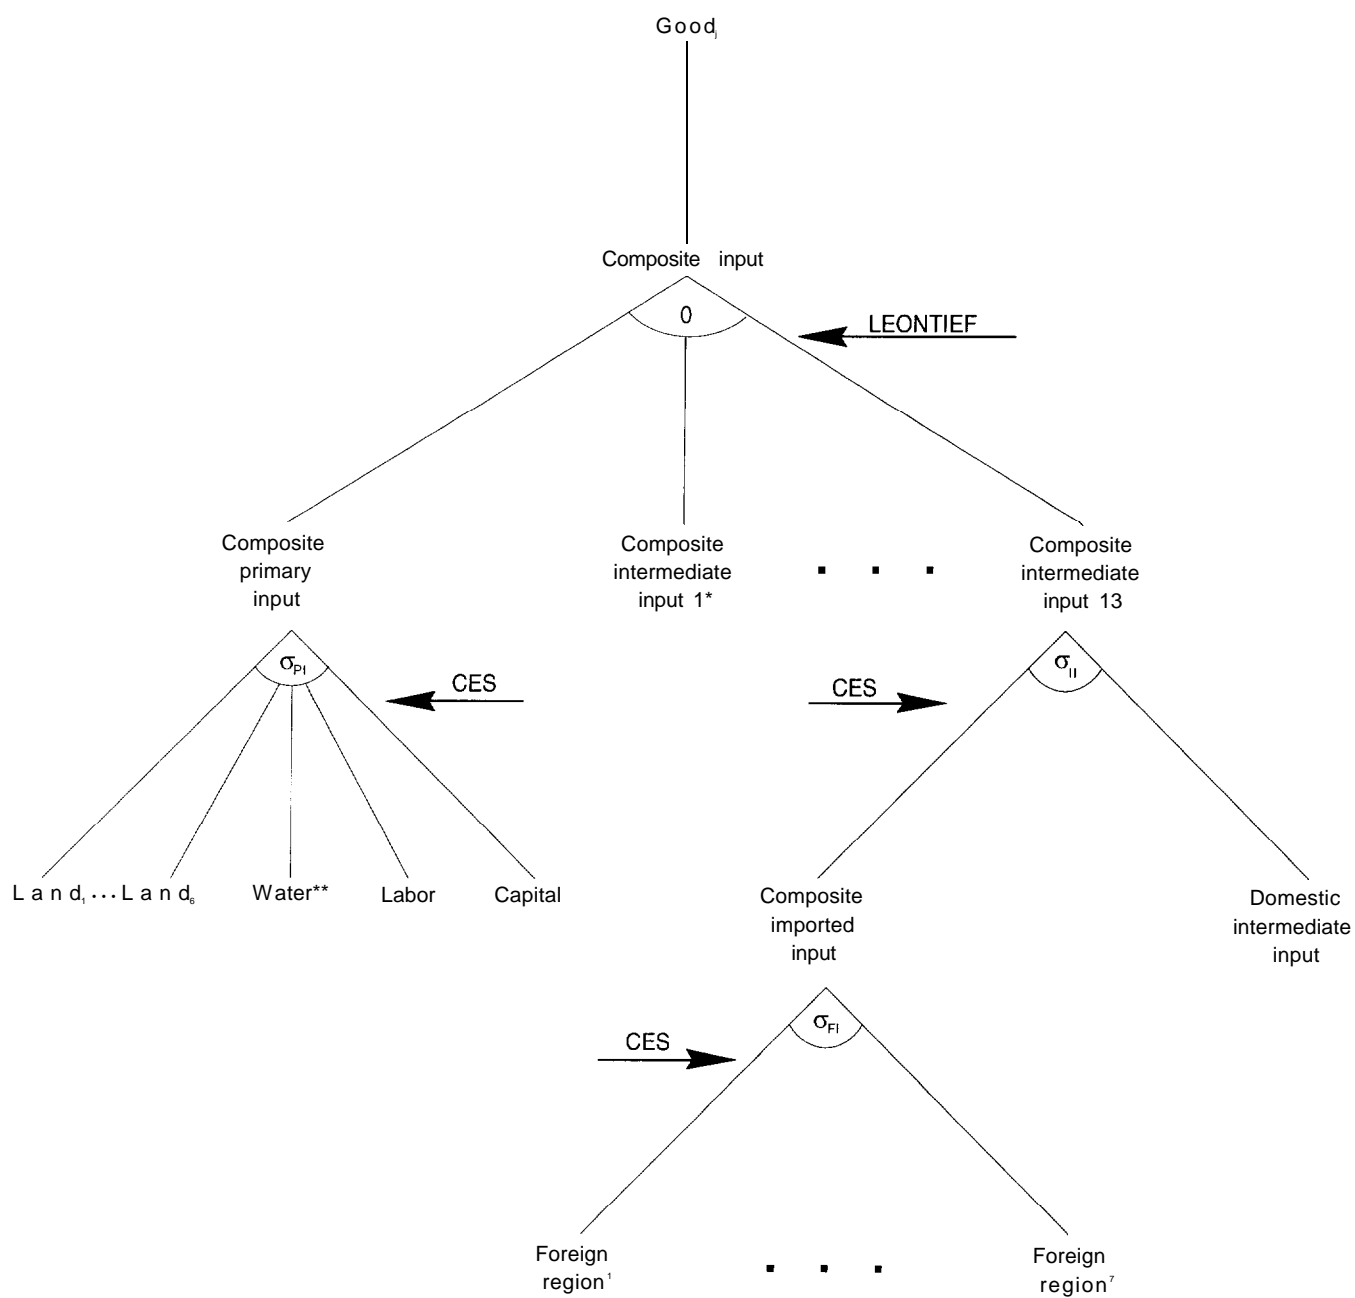 Good j
Composite input
0
LEONTIEF
Composite
primary
input
Composite
intermediate
input 1*
. . .
Composite
intermediate
input 13
σPI
CES
CES
σII
Land1 ... Land6
Water**
Labor
Capital
Composite
imported
input
Domestic
intermediate
input
σFI
CES
Foreign
region1
. . .
Foreign
region7